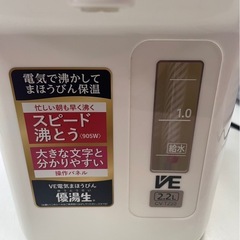 電気で沸かして
まほうびん保温
忙しい朝も早く沸く
スピード
沸とう(905W)
大きな文字と
分かりやすい
操作パネル
VE電気まほうびん
優湯生®
1.0
給水
VE
2.2L